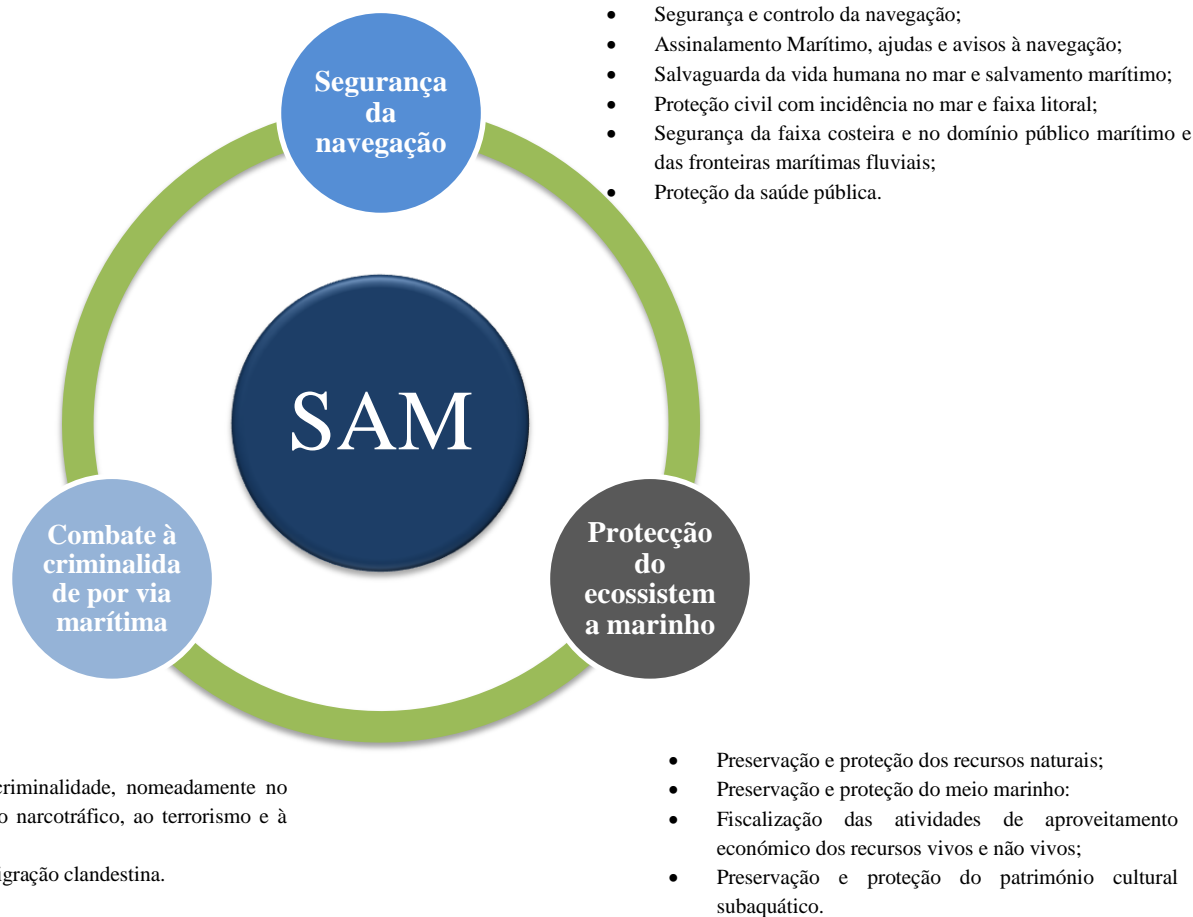 • Segurança e controlo da navegação;
• Assinalamento Marítimo, ajudas e avisos à navegação;
• Salvaguarda da vida humana no mar e salvamento marítimo;
• Proteção civil com incidência no mar e faixa litoral;
• Segurança da faixa costeira e no domínio público marítimo e
das fronteiras marítimas fluviais;
• Proteção da saúde pública.
Segurança
da
navegação
SAM
Combate à
criminalida
de por via
marítima
Protecção
do
ecossistem
a marinho
criminalidade, nomeadamente no
o narcotráfico, ao terrorismo e à
igração clandestina.
• Preservação e proteção dos recursos naturais;
• Preservação e proteção do meio marinho:
• Fiscalização das atividades de aproveitamento
económico dos recursos vivos e não vivos;
• Preservação e proteção do património cultural
subaquático.